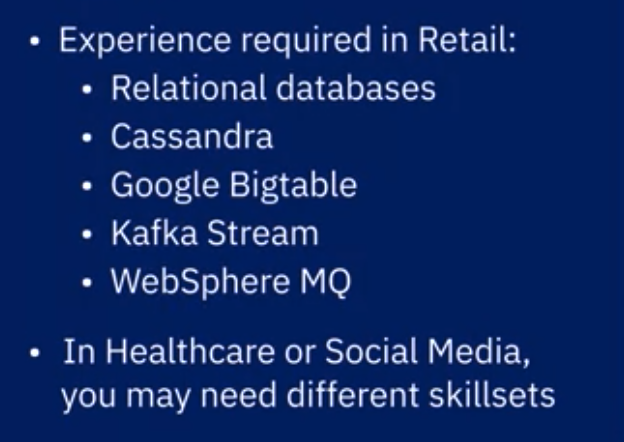 • Experience required in Retail:
• Relational databases
• Cassandra
• Google Bigtable
• Kafka Stream
• WebSphere MQ
• In Healthcare or Social Media,
you may need different skillsets